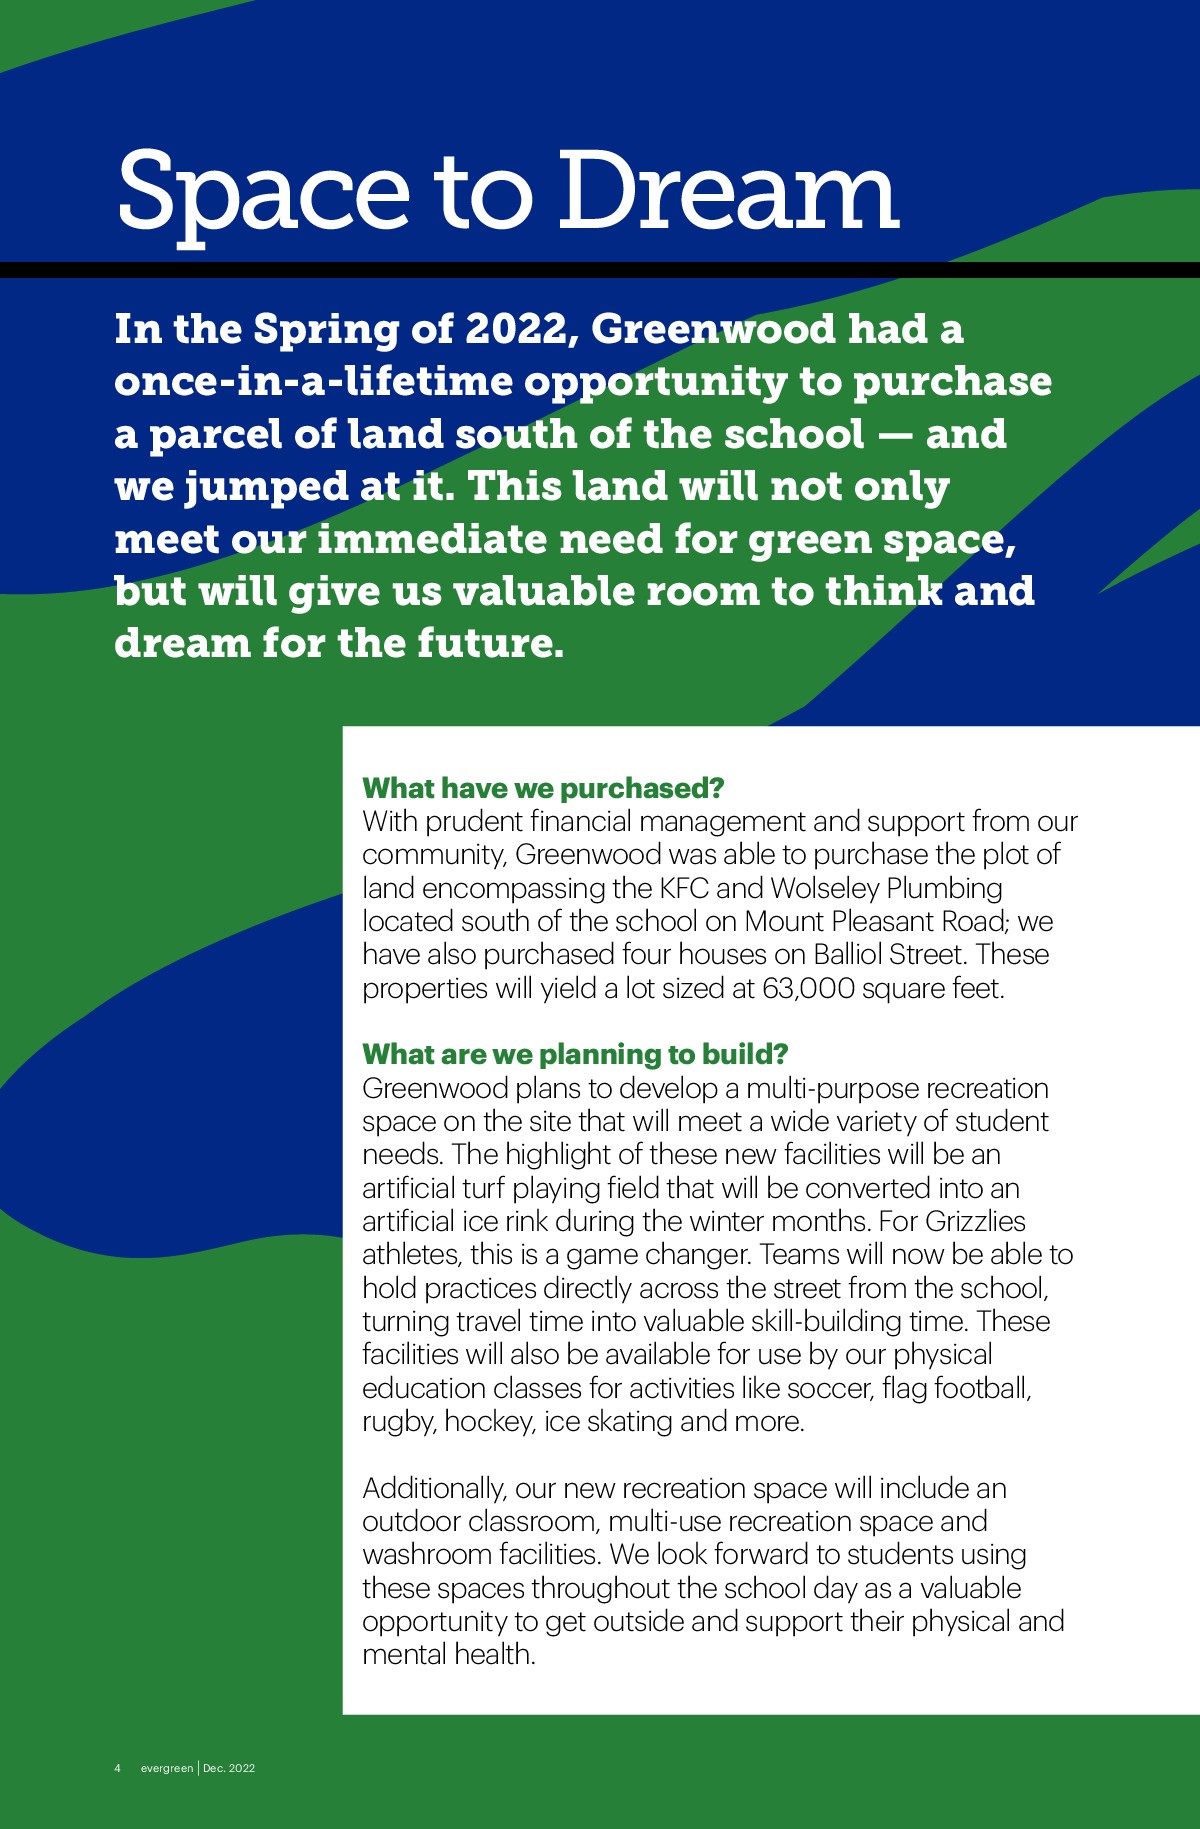 Space to Dream
In the Spring of 2022, Greenwood had a
once-in-a-lifetime opportunity to purchase
a parcel of land south of the school — and
we jumped at it. This land will not only
meet our immediate need for green space,
but will give us valuable room to think and
dream for the future.
What have we purchased?
With prudent financial management and support from our
community, Greenwood was able to purchase the plot of
land encompassing the KFC and Wolseley Plumbing
located south of the school on Mount Pleasant Road; we
have also purchased four houses on Balliol Street. These
properties will yield a lot sized at 63,000 square feet.
What are we planning to build?
Greenwood plans to develop a multi-purpose recreation
space on the site that will meet a wide variety of student
needs. The highlight of these new facilities will be an
artificial turf playing field that will be converted into an
artificial ice rink during the winter months. For Grizzlies
athletes, this is a game changer. Teams will now be able to
hold practices directly across the street from the school,
turning travel time into valuable skill-building time. These
facilities will also be available for use by our physical
education classes for activities like soccer, flag football,
rugby, hockey, ice skating and more.
Additionally, our new recreation space will include an
outdoor classroom, multi-use recreation space and
washroom facilities. We look forward to students using
these spaces throughout the school day as a valuable
opportunity to get outside and support their physical and
mental health.
4 evergreen | Dec. 2022